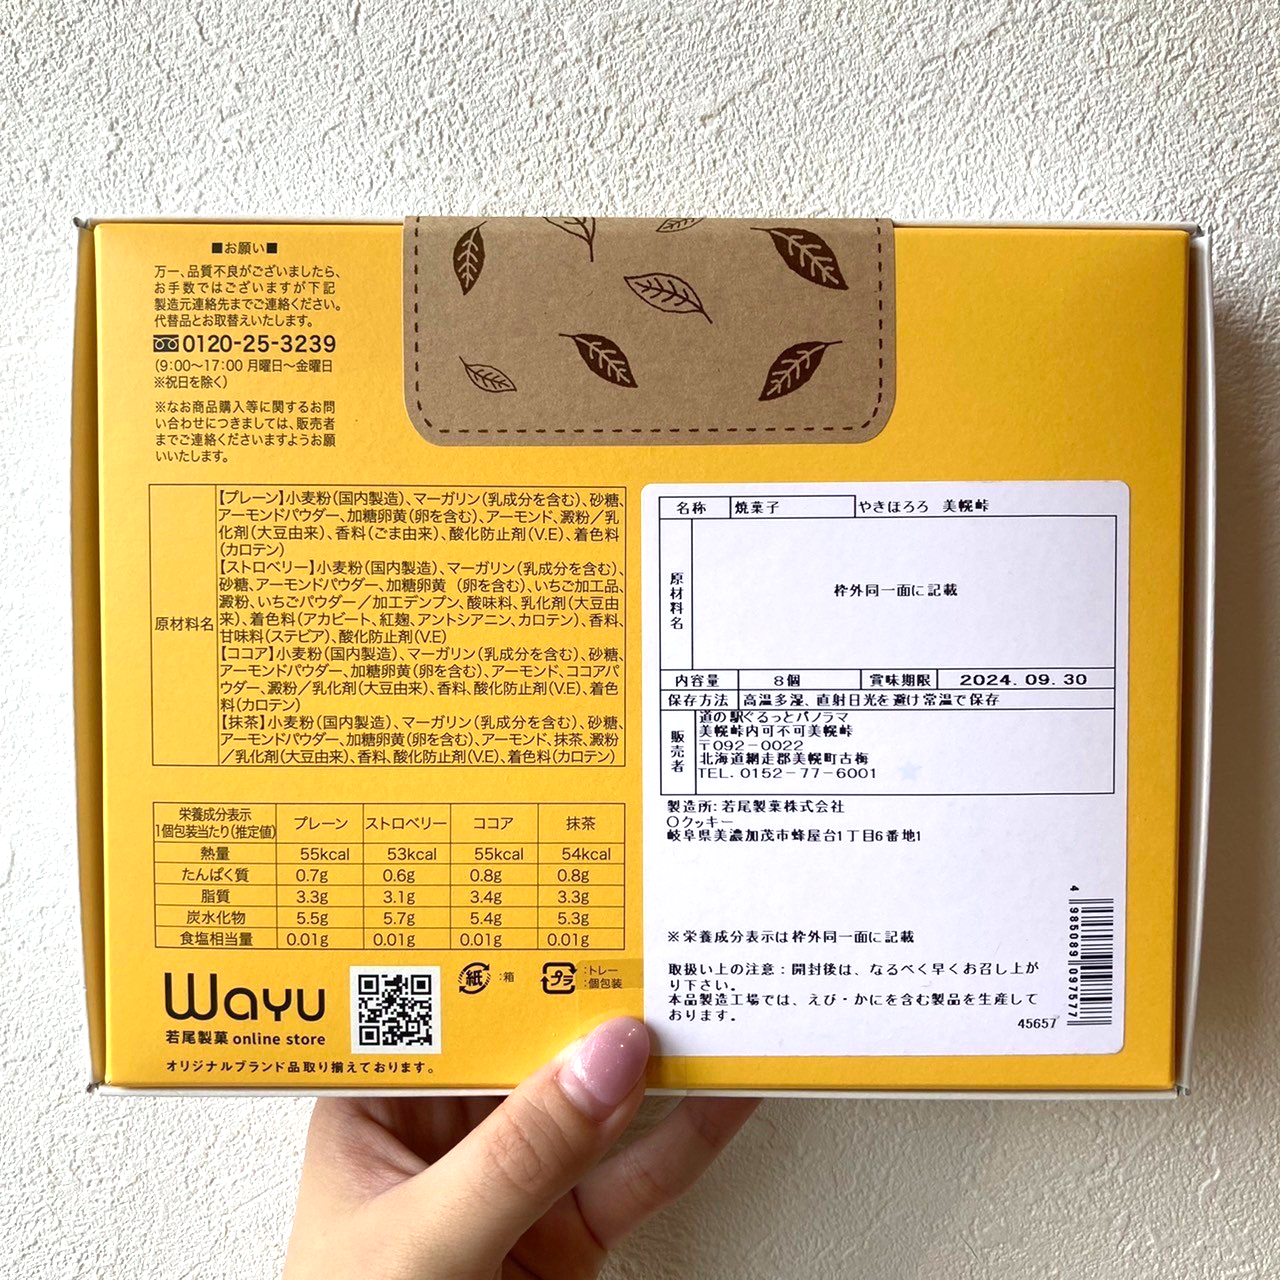 ■お願い■
万一、品質不良がございましたら、
お手数ではございますが下記
製造元連絡先までご連絡ください。
代替品とお取替えいたします。
0120-25-3239
(9:00〜17:00 月曜日〜金曜日
※祝日を除く)
※なお商品購入等に関するお問
い合わせにつきましては、販売者
までご連絡くださいますようお願
いいたします。
原材料名
【プレーン】小麦粉(国内製造)、マーガリン(乳成分を含む)、砂糖、
アーモンドパウダー、加糖卵黄(卵を含む)、アーモンド、澱粉/乳
化剤(大豆由来)、香料(ごま由来)、酸化防止剤(V.E)、着色料
(カロテン)
【ストロベリー】小麦粉(国内製造)、マーガリン(乳成分を含む)、
砂糖、アーモンドパウダー、加糖卵黄(卵を含む)、いちご加工品、
澱粉、いちごパウダー/加工デンプン、酸味料、乳化剤(大豆由
来)、着色料(アカビート、紅麹、アントシアニン、カロテン)、香料、
甘味料(ステビア)、酸化防止剤(V.E)
【ココア】小麦粉(国内製造)、マーガリン(乳成分を含む)、砂糖、
アーモンドパウダー、加糖卵黄(卵を含む)、アーモンド、ココアパ
ウダー、澱粉/乳化剤(大豆由来)、香料、酸化防止剤(V.E)、着色
料(カロテン)
【抹茶】小麦粉(国内製造)、マーガリン(乳成分を含む)、砂糖、
アーモンドパウダー、加糖卵黄(卵を含む)、アーモンド、抹茶、澱粉
/乳化剤(大豆由来)、香料、酸化防止剤(V.E)、着色料(カロテン)
栄養成分表示
1個包装当たり(推定値) プレーン ストロベリー ココア 抹茶
熱量 55kcal 53kcal 55kcal 54kcal
たんぱく質 0.7g 0.6g 0.8g 0.8g
脂質 3.3g 3.1g 3.4g 3.3g
炭水化物 5.5g 5.7g 5.4g 5.3g
食塩相当量 0.01g 0.01g 0.01g 0.01g
Wayu
若尾製菓 online store
オリジナルブランド品取り揃えております。
紙 :箱
プラ :トレー
:個包装
名称 焼菓子 やきほろろ 美幌峠
原材料名 枠外同一面に記載
内容量 8個 賞味期限 2024.09.30
保存方法 高温多湿、直射日光を避け常温で保存
販売者
道の駅ぐるっとパノラマ
美幌峠内可不可美幌峠
〒092-0022
北海道網走郡美幌町古梅
TEL.0152-77-6001
製造所:若尾製菓株式会社
〇クッキー
岐阜県美濃加茂市蜂屋台1丁目6番地1
※栄養成分表示は枠外同一面に記載
取扱い上の注意:開封後は、なるべく早くお召し上が
り下さい。
本品製造工場では、えび・かにを含む製品を生産して
おります。
45657
4 985089 097577